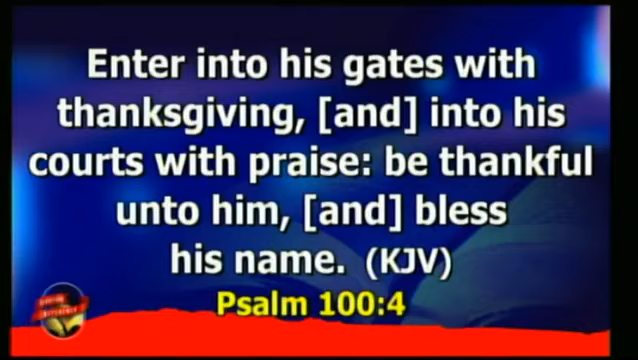 Enter into his gates with
thanksgiving, [and] into his
courts with praise: be thankful
unto him, [and] bless
his name. (KJV)
Psalm 100:4